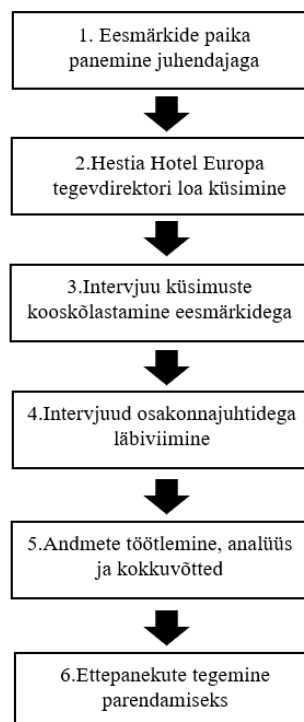 1. Eesmärkide paika
panemine juhendajaga
2.Hestia Hotel Europa
tegevdirektori loa küsimine
3.Intervjuu küsimuste
kooskõlastamine eesmärkidega
4.Intervjuud osakonnajuhtidega
läbiviimine
5.Andmete töötlemine, analüüs
ja kokkuvõtted
6.Ettepanekute tegemine
parendamiseks